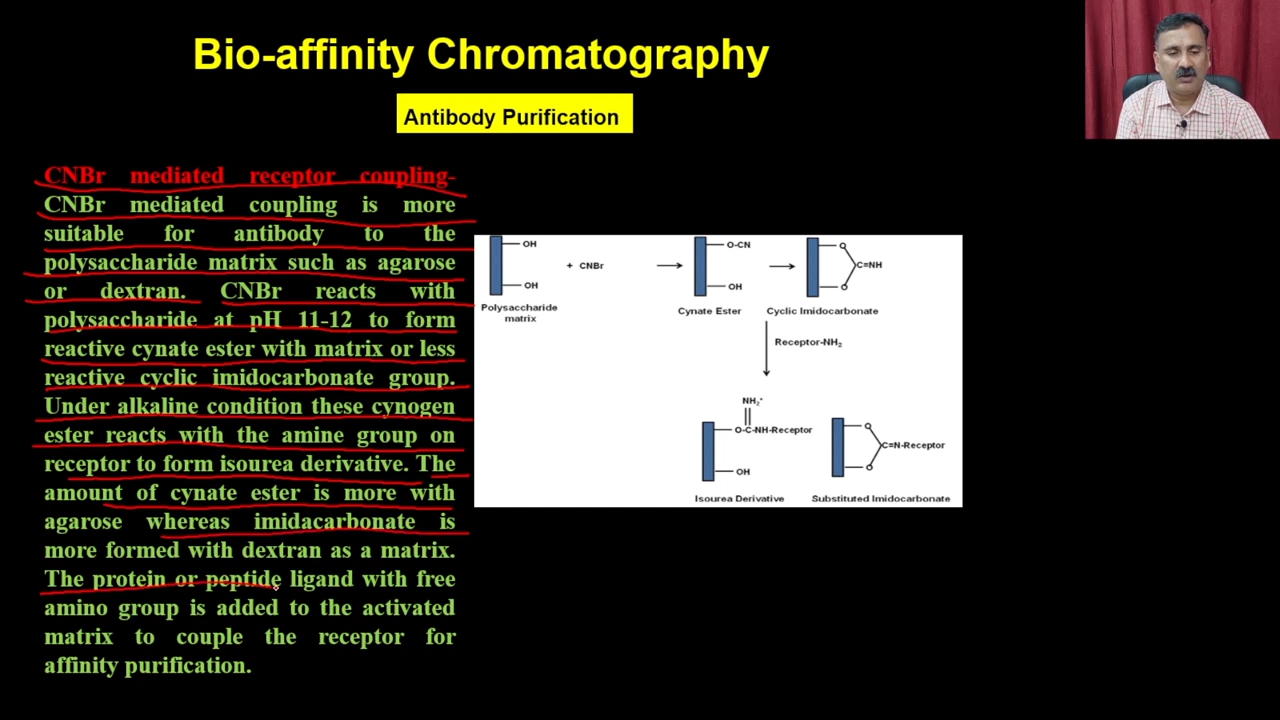 Bio-affinity Chromatography
Antibody Purification
CNBr mediated receptor coupling-
CNBr mediated coupling is more
suitable for antibody to the
polysaccharide matrix such as agarose
or dextran. CNBr reacts with
polysaccharide at pH 11-12 to form
reactive cynate ester with matrix or less
reactive cyclic imidocarbonate group.
Under alkaline condition these cynogen
ester reacts with the amine group on
receptor to form isourea derivative. The
amount of cynate ester is more with
agarose whereas imidacarbonate is
more formed with dextran as a matrix.
The protein or peptide ligand with free
amino group is added to the activated
matrix to couple the receptor for
affinity purification.
OH
OH
Polysaccharide
matrix
+ CNBr
O-CN
OH
Cynate Ester
O
C=NH
O
Cyclic Imidocarbonate
Receptor-NH₂
NH₂⁺
O-C-NH-Receptor
OH
Isourea Derivative
O
C=N-Receptor
O
Substituted Imidocarbonate